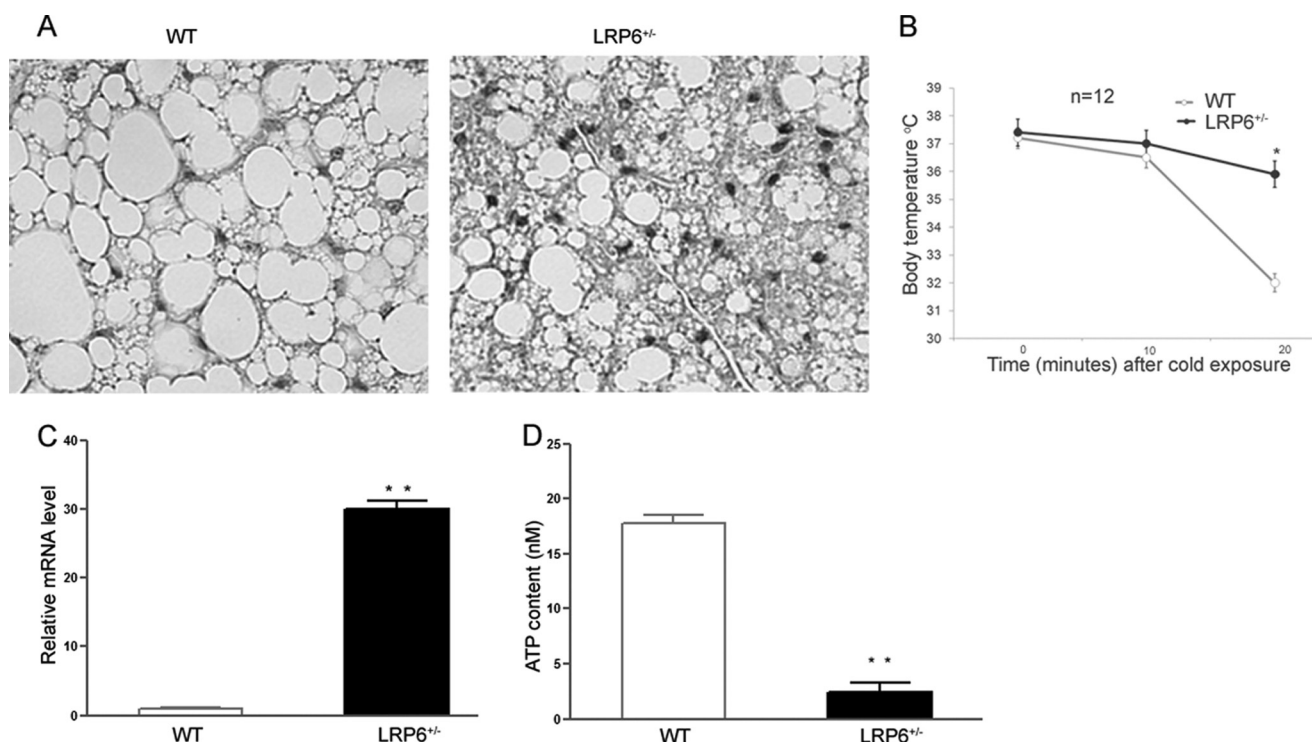 A
WT
LRP6+/-
B
39
38
37
36
35
34
33
32
31
30
Body temperature °C
n=12
WT
LRP6+/-
*
0
10
20
Time (minutes) after cold exposure
C
40
30
20
10
0
Relative mRNA level
* *
WT
LRP6+/-
D
25
20
15
10
5
0
ATP content (nM)
* *
WT
LRP6+/-